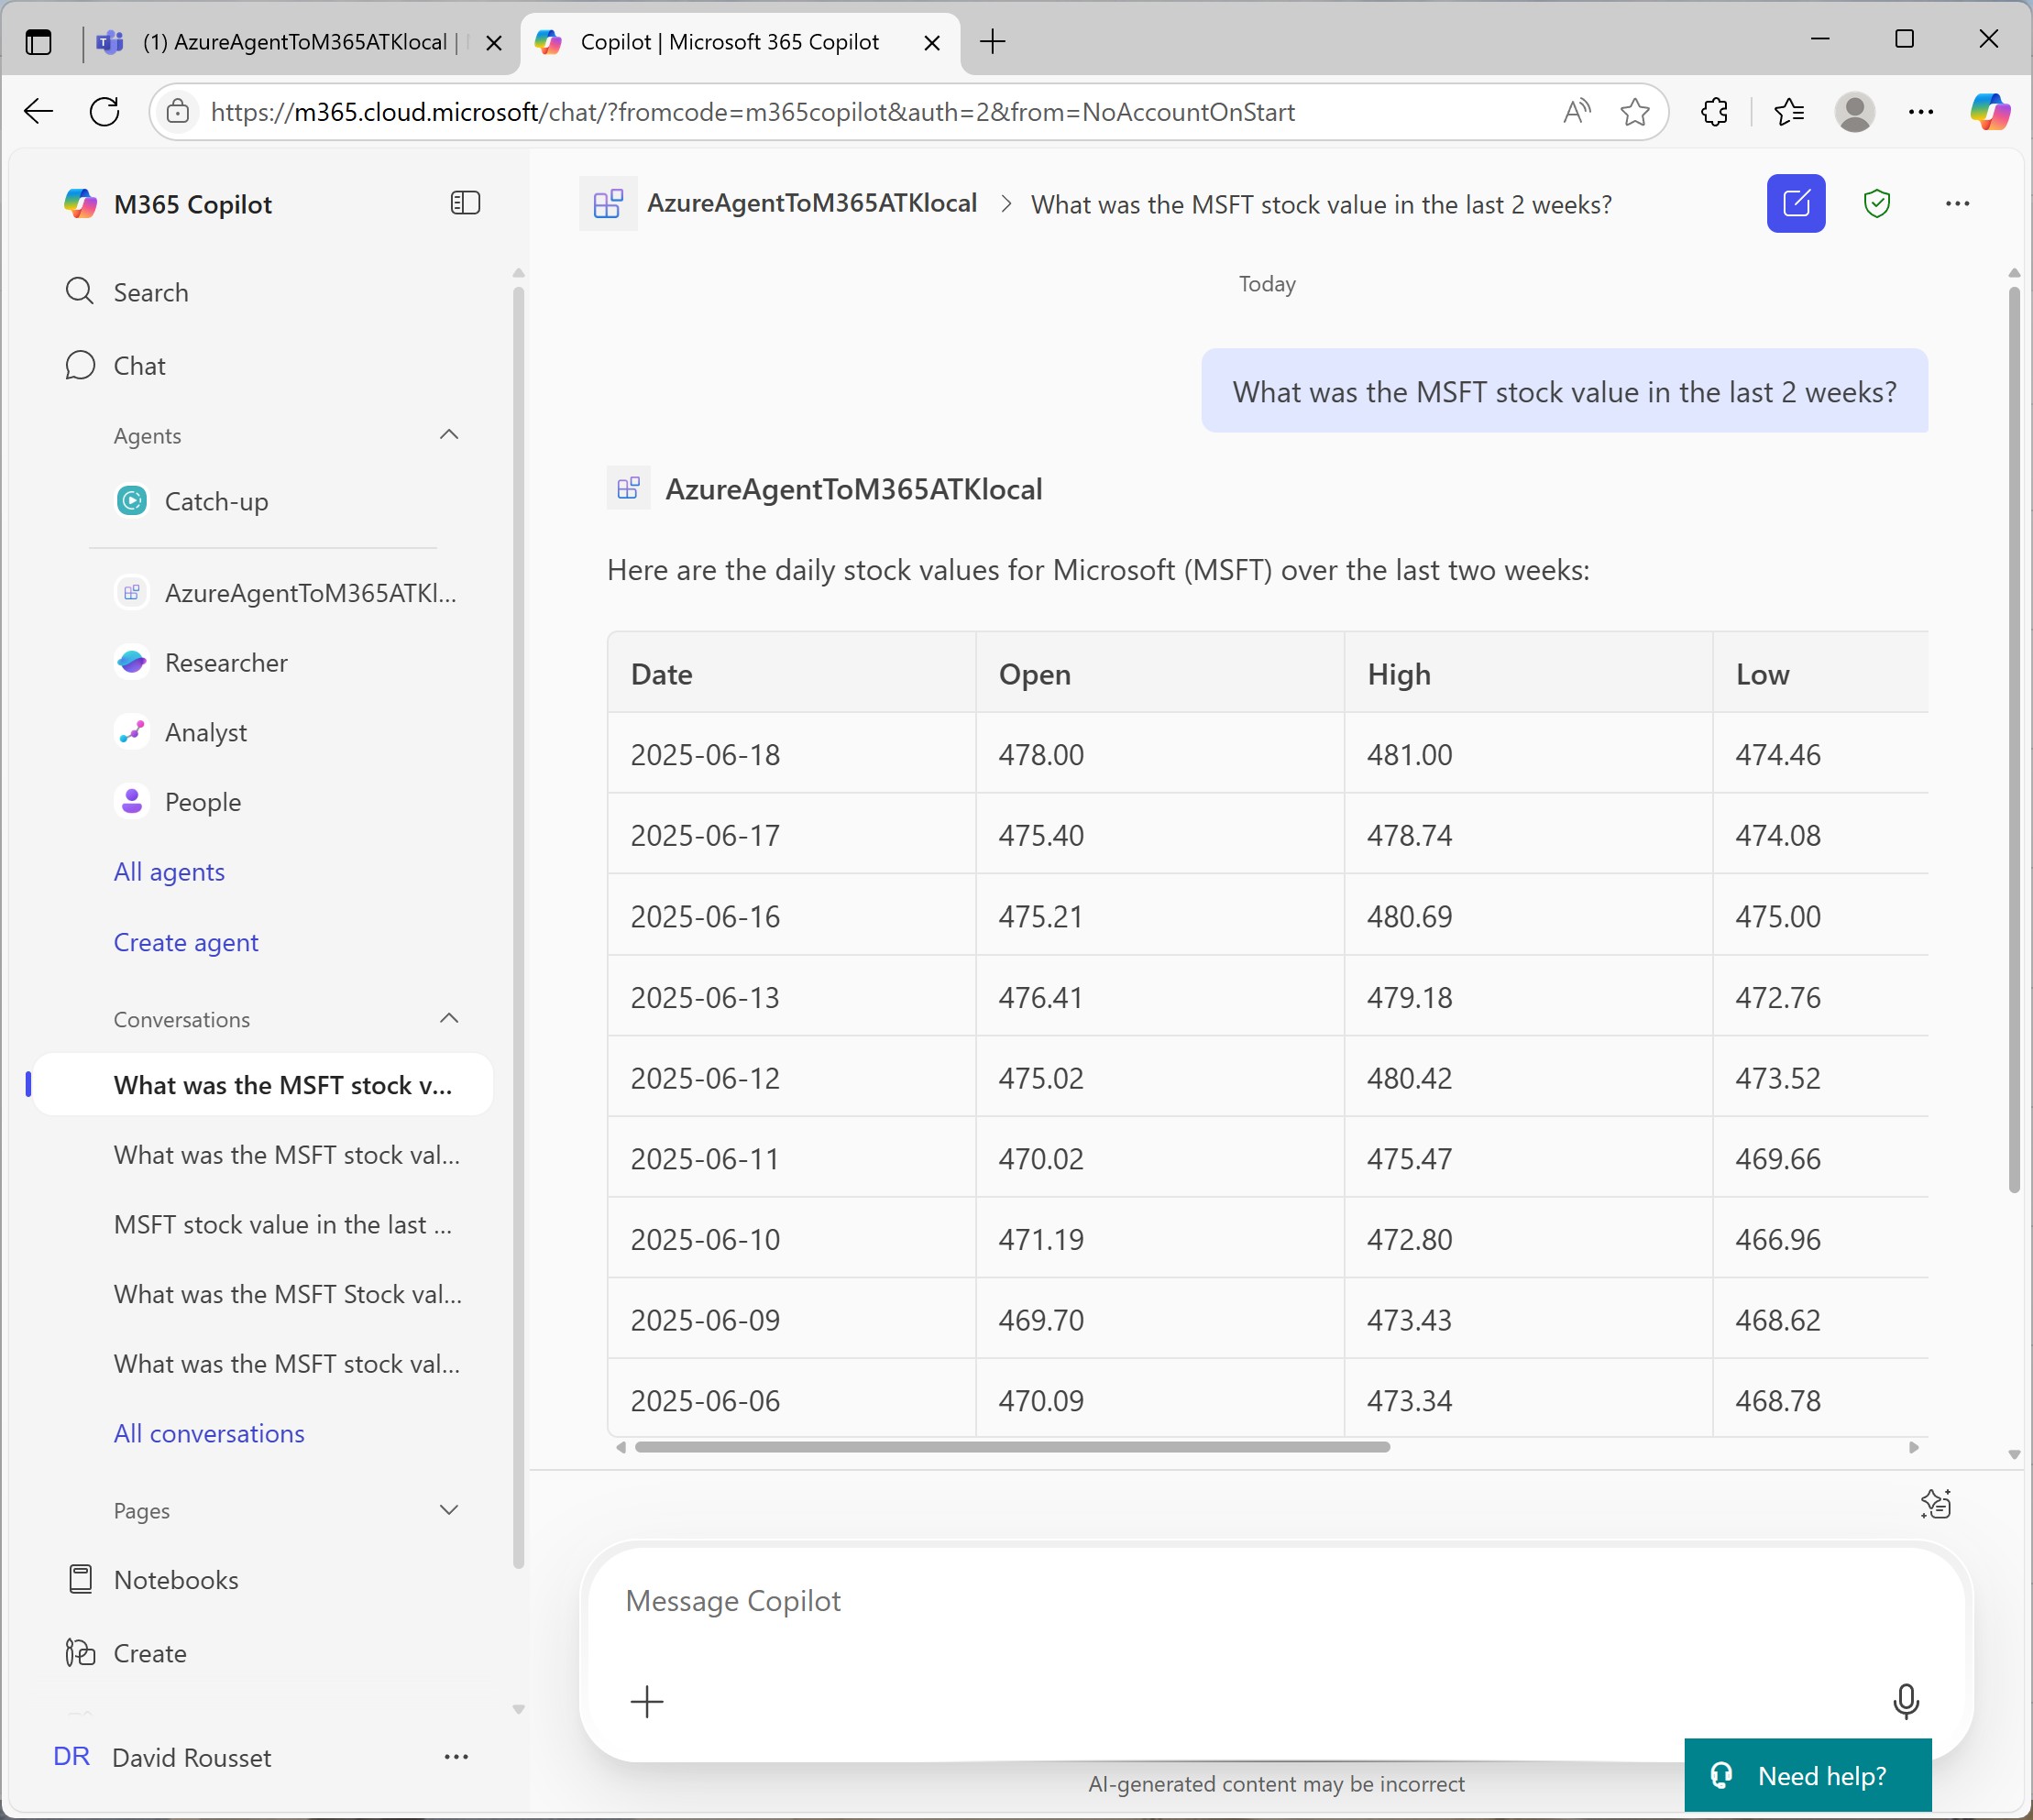 (1) AzureAgentToM365ATKlocal |
Copilot | Microsoft 365 Copilot
https://m365.cloud.microsoft/chat/?fromcode=m365copilot&auth=2&from=NoAccountOnStart
M365 Copilot
Search
Chat
Agents
Catch-up
AzureAgentToM365ATKl...
Researcher
Analyst
People
All agents
Create agent
Conversations
What was the MSFT stock v...
What was the MSFT stock val...
MSFT stock value in the last ...
What was the MSFT Stock val...
What was the MSFT stock val...
All conversations
Pages
Notebooks
Create
DR David Rousset
AzureAgentToM365ATKlocal > What was the MSFT stock value in the last 2 weeks?
Today
What was the MSFT stock value in the last 2 weeks?
AzureAgentToM365ATKlocal
Here are the daily stock values for Microsoft (MSFT) over the last two weeks:
Date Open High Low
2025-06-18 478.00 481.00 474.46
2025-06-17 475.40 478.74 474.08
2025-06-16 475.21 480.69 475.00
2025-06-13 476.41 479.18 472.76
2025-06-12 475.02 480.42 473.52
2025-06-11 470.02 475.47 469.66
2025-06-10 471.19 472.80 466.96
2025-06-09 469.70 473.43 468.62
2025-06-06 470.09 473.34 468.78
Message Copilot
AI-generated content may be incorrect
Need help?